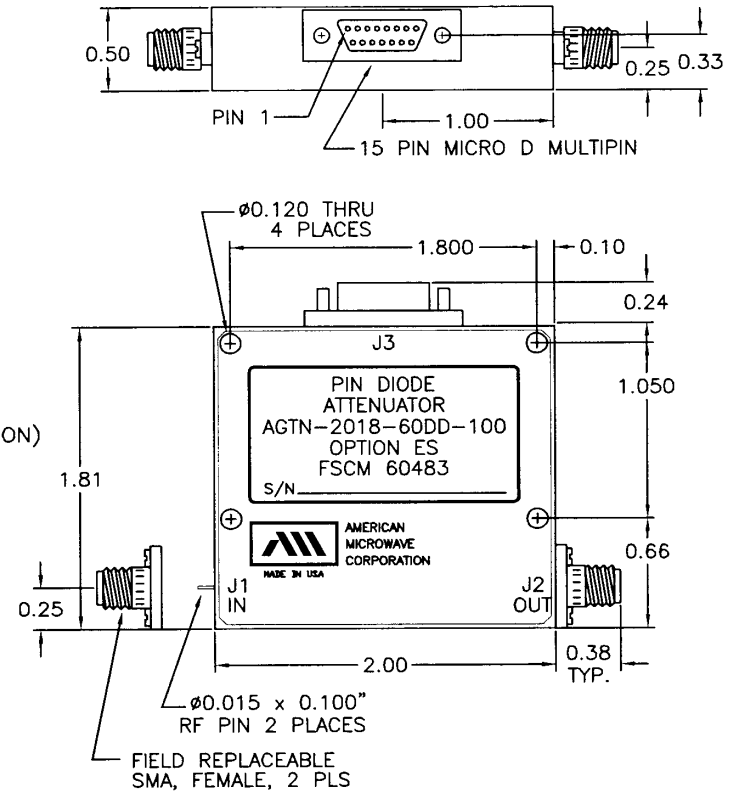 0.50
0.25
0.33
PIN 1
1.00
15 PIN MICRO D MULTIPIN
ø0.120 THRU
4 PLACES
1.800
0.10
0.24
J3
PIN DIODE
ATTENUATOR
AGTN-2018-60DD-100
OPTION ES
FSCM 60483
S/N
1.050
ON)
1.81
AMERICAN
MICROWAVE
CORPORATION
MADE IN USA
0.66
J1
IN
J2
OUT
0.25
2.00
0.38
TYP.
ø0.015 x 0.100"
RF PIN 2 PLACES
FIELD REPLACEABLE
SMA, FEMALE, 2 PLS